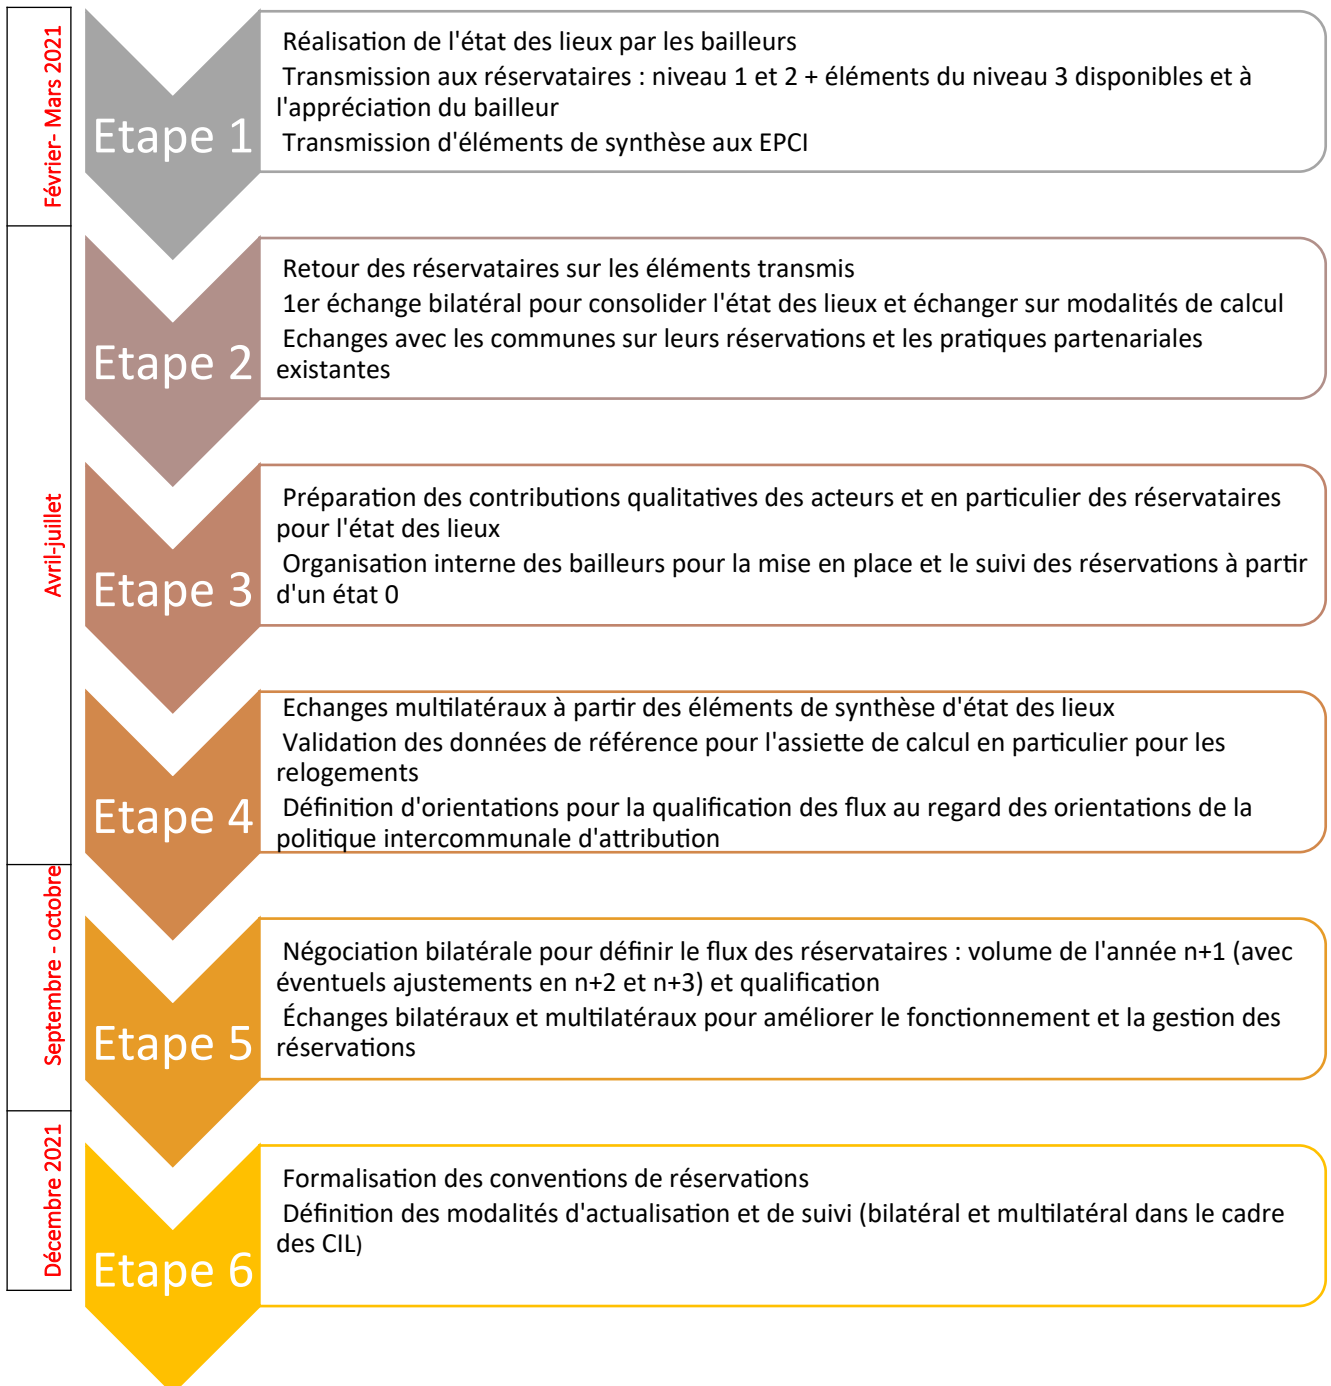 Février- Mars 2021
Etape 1
Réalisation de l'état des lieux par les bailleurs
Transmission aux réservataires : niveau 1 et 2 + éléments du niveau 3 disponibles et à
l'appréciation du bailleur
Transmission d'éléments de synthèse aux EPCI
Avril-juillet
Etape 2
Retour des réservataires sur les éléments transmis
1er échange bilatéral pour consolider l'état des lieux et échanger sur modalités de calcul
Echanges avec les communes sur leurs réservations et les pratiques partenariales
existantes
Etape 3
Préparation des contributions qualitatives des acteurs et en particulier des réservataires
pour l'état des lieux
Organisation interne des bailleurs pour la mise en place et le suivi des réservations à partir
d'un état 0
Etape 4
Echanges multilatéraux à partir des éléments de synthèse d'état des lieux
Validation des données de référence pour l'assiette de calcul en particulier pour les
relogements
Définition d'orientations pour la qualification des flux au regard des orientations de la
politique intercommunale d'attribution
Septembre - octobre
Etape 5
Négociation bilatérale pour définir le flux des réservataires : volume de l'année n+1 (avec
éventuels ajustements en n+2 et n+3) et qualification
Échanges bilatéraux et multilatéraux pour améliorer le fonctionnement et la gestion des
réservations
Décembre 2021
Etape 6
Formalisation des conventions de réservations
Définition des modalités d'actualisation et de suivi (bilatéral et multilatéral dans le cadre
des CIL)